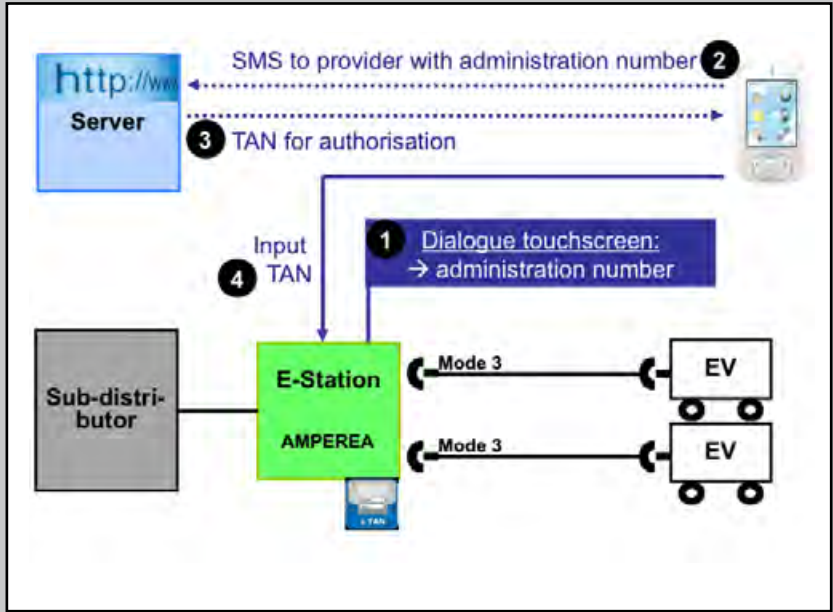 SMS to provider with administration number 2
http://www
Server
3 TAN for authorisation
1 Dialogue touchscreen:
→ administration number
Input
4 TAN
Sub-distri-
butor
E-Station
AMPEREA
Mode 3
EV
Mode 3
EV